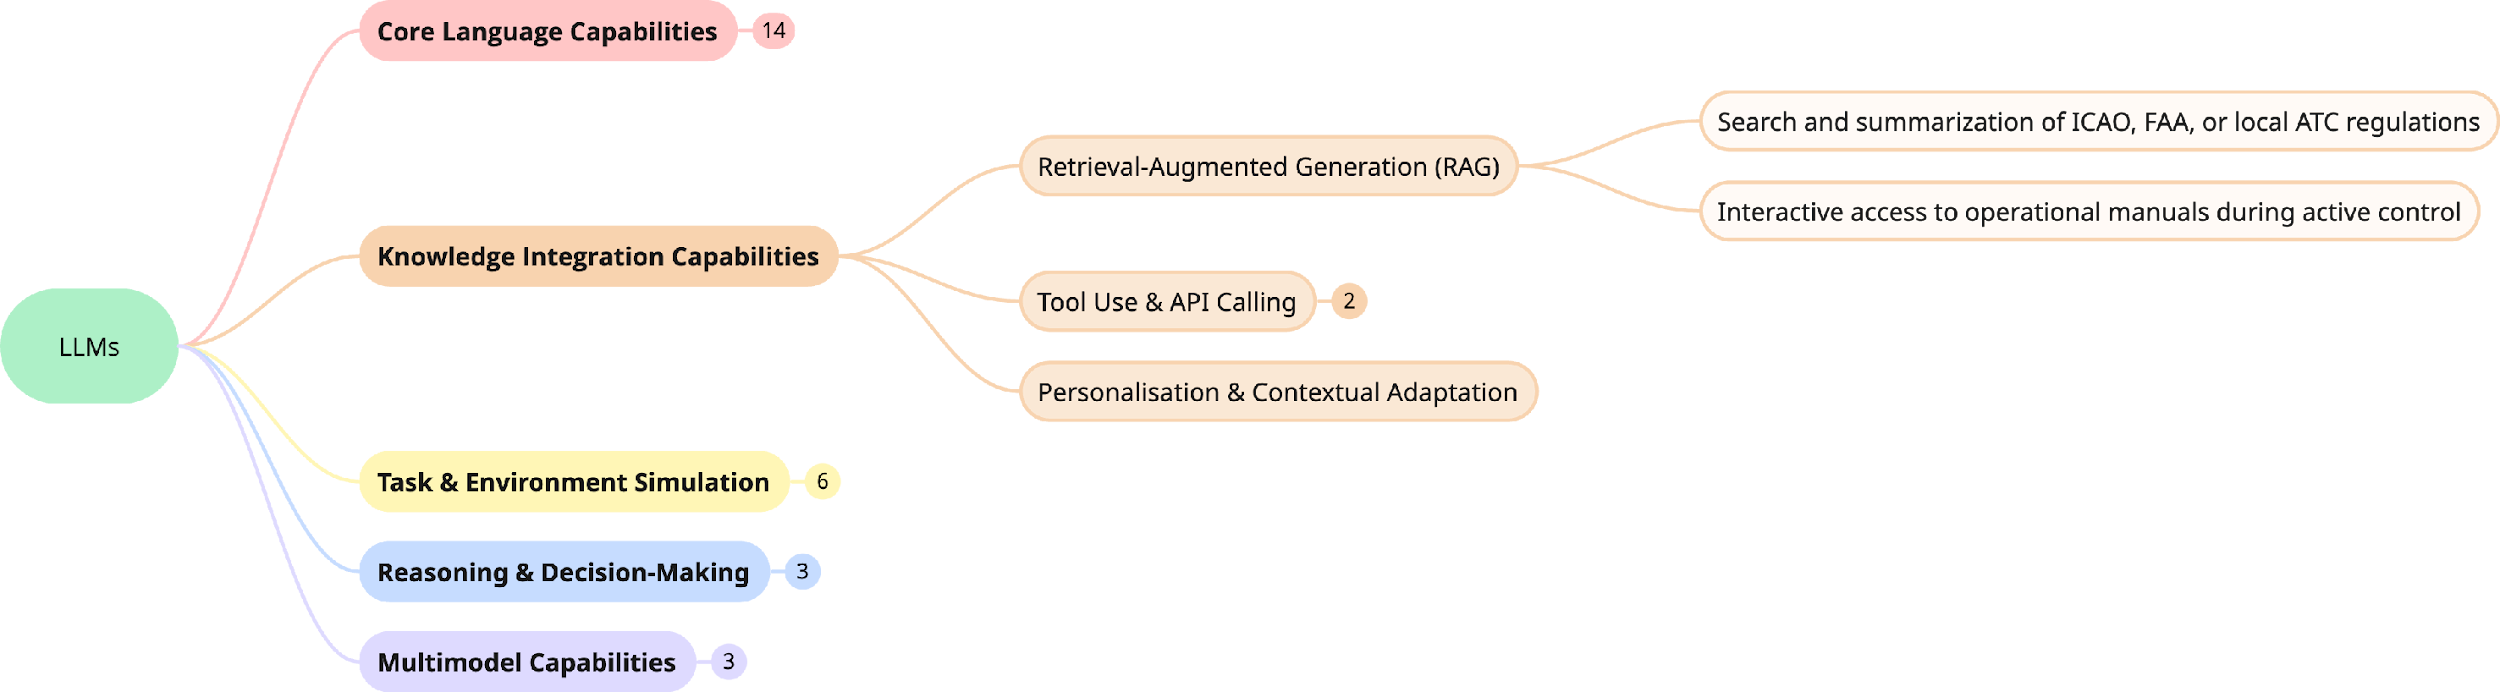 Core Language Capabilities
14
Search and summarization of ICAO, FAA, or local ATC regulations
Retrieval-Augmented Generation (RAG)
Interactive access to operational manuals during active control
Knowledge Integration Capabilities
Tool Use & API Calling
2
LLMs
Personalisation & Contextual Adaptation
Task & Environment Simulation
6
Reasoning & Decision-Making
3
Multimodel Capabilities
3